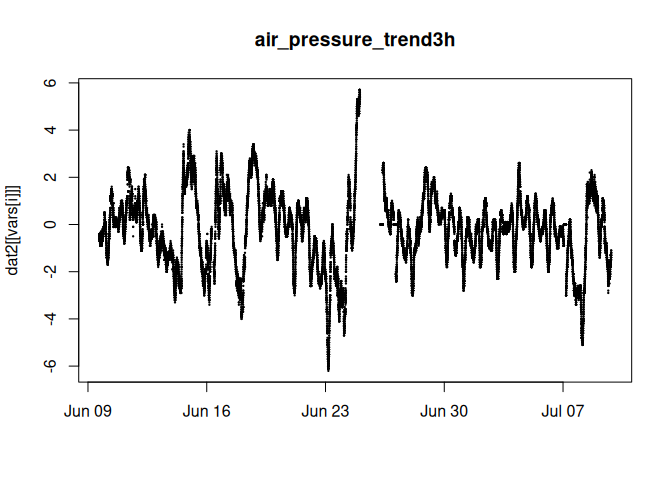 air_pressure_trend3h
dat2[[vars[i]]]
6
4
2
0
-2
-4
-6
Jun 09
Jun 16
Jun 23
Jun 30
Jul 07